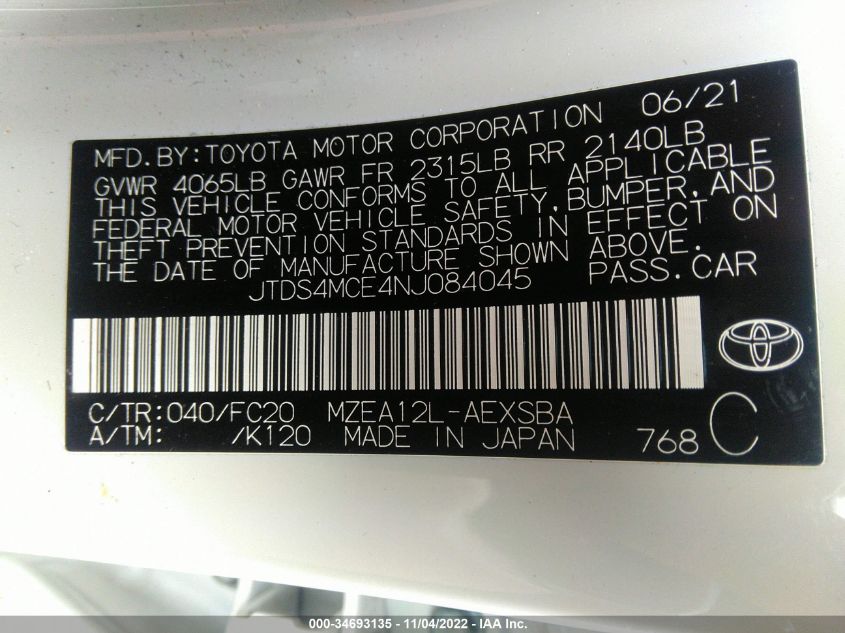 MFD. BY: TOYOTA MOTOR CORPORATION 06/21
GVWR 4065LB GAWR FR 2315LB RR 2140LB
THIS VEHICLE CONFORMS TO ALL APPLICABLE
FEDERAL MOTOR VEHICLE SAFETY, BUMPER, AND
THEFT PREVENTION STANDARDS IN EFFECT ON
THE DATE OF MANUFACTURE SHOWN ABOVE.
JTDS4MCE4NJ084045 PASS. CAR
C/TR: 040/FC20 MZEA12L-AEXSBA
A/TM: /K120 MADE IN JAPAN 768 C
000-34693135 - 11/04/2022 - IAA Inc.